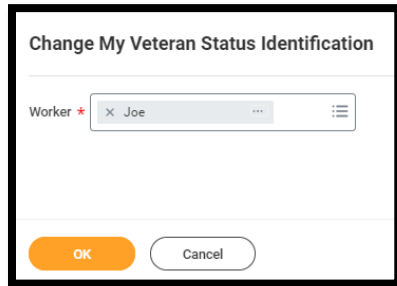 Change My Veteran Status Identification
Worker * × Joe ...
OK Cancel